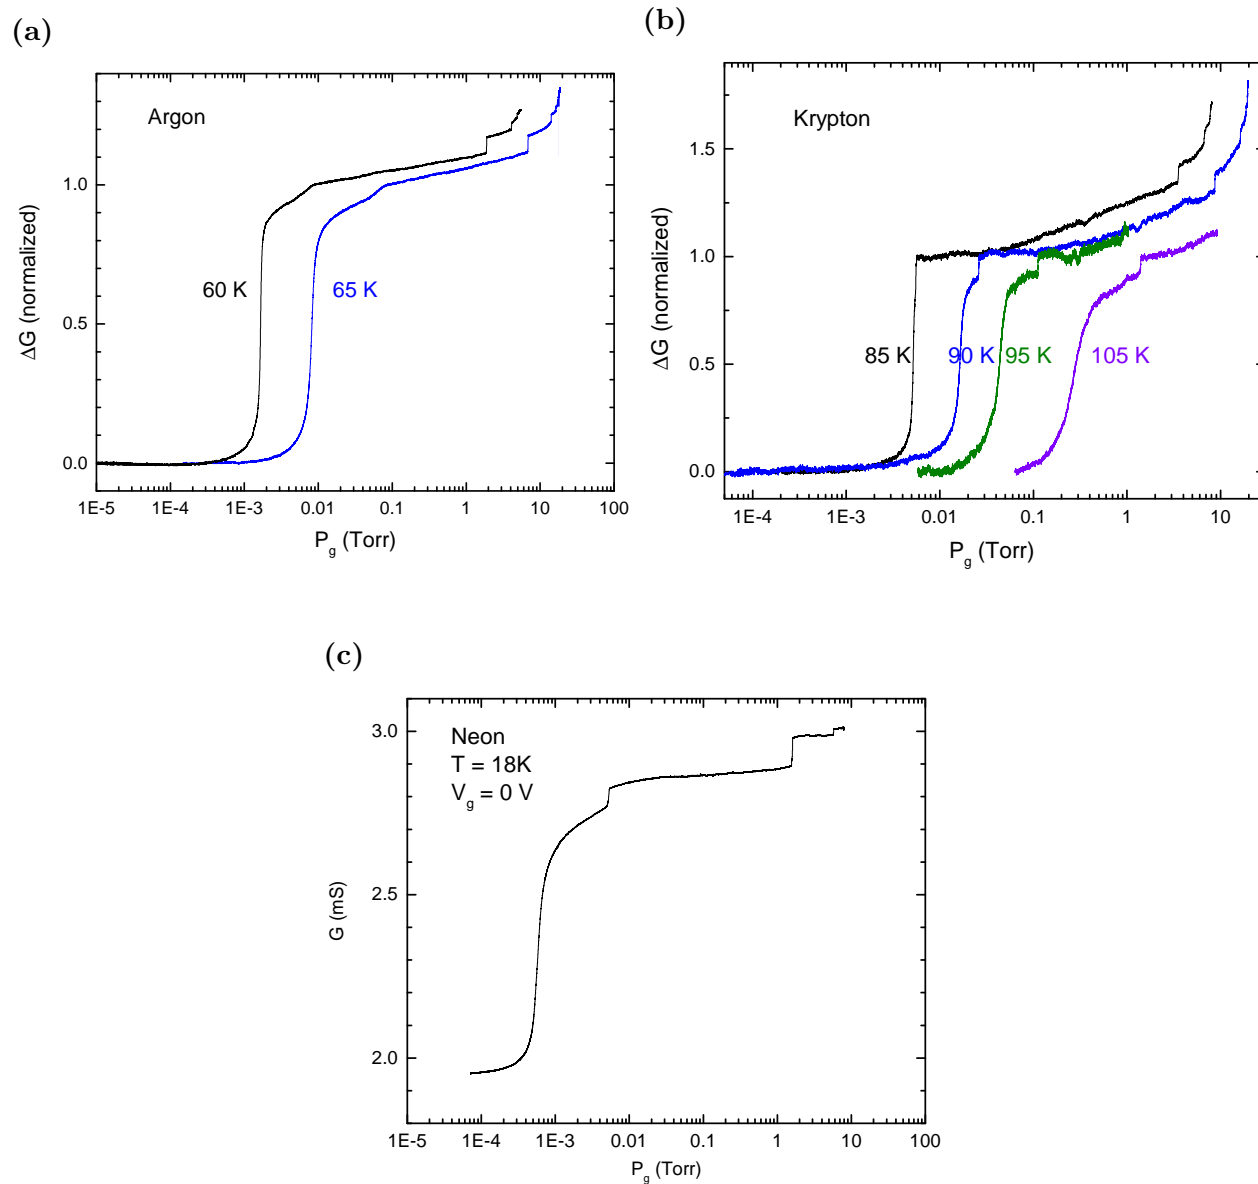 (a)
Argon
60 K
65 K
ΔG (normalized)
1.0
0.5
0.0
1E-5 1E-4 1E-3 0.01 0.1 1 10 100
P_g (Torr)
(b)
Krypton
85 K
90 K
95 K
105 K
ΔG (normalized)
1.5
1.0
0.5
0.0
1E-4 1E-3 0.01 0.1 1 10
P_g (Torr)
(c)
Neon
T = 18K
V_g = 0 V
G (mS)
3.0
2.5
2.0
1E-5 1E-4 1E-3 0.01 0.1 1 10 100
P_g (Torr)